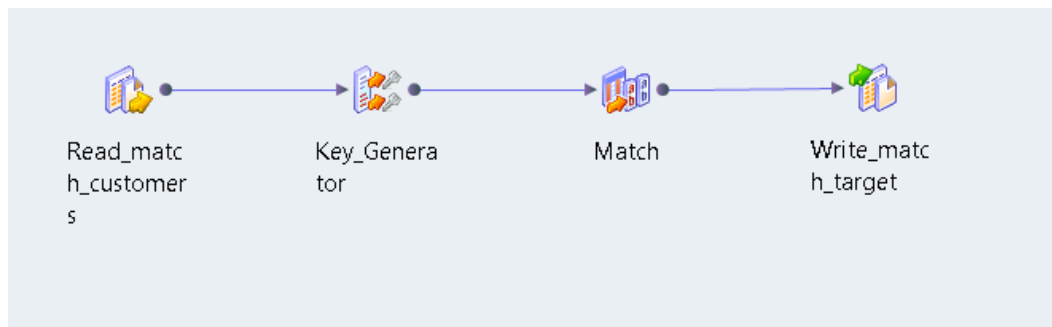 Read_matc
h_customer
s
Key_Genera
tor
Match
Write_matc
h_target